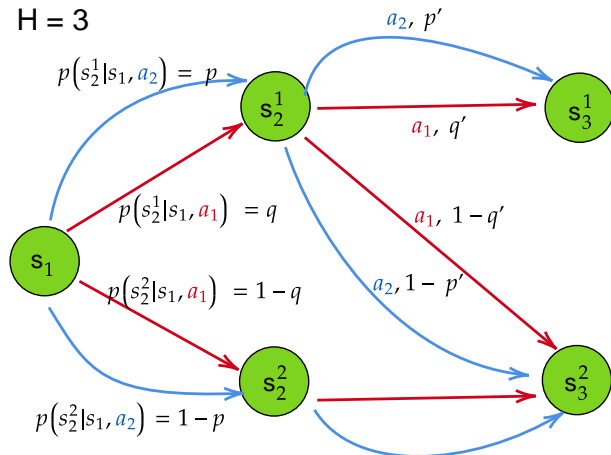 H = 3
a₂, p′
p(s₂¹|s₁, a₂) = p
s₂¹
s₃¹
a₁, q′
p(s₂¹|s₁, a₁) = q
a₁, 1 − q′
s₁
a₂, 1 − p′
p(s₂²|s₁, a₁) = 1 − q
s₂²
s₃²
p(s₂²|s₁, a₂) = 1 − p